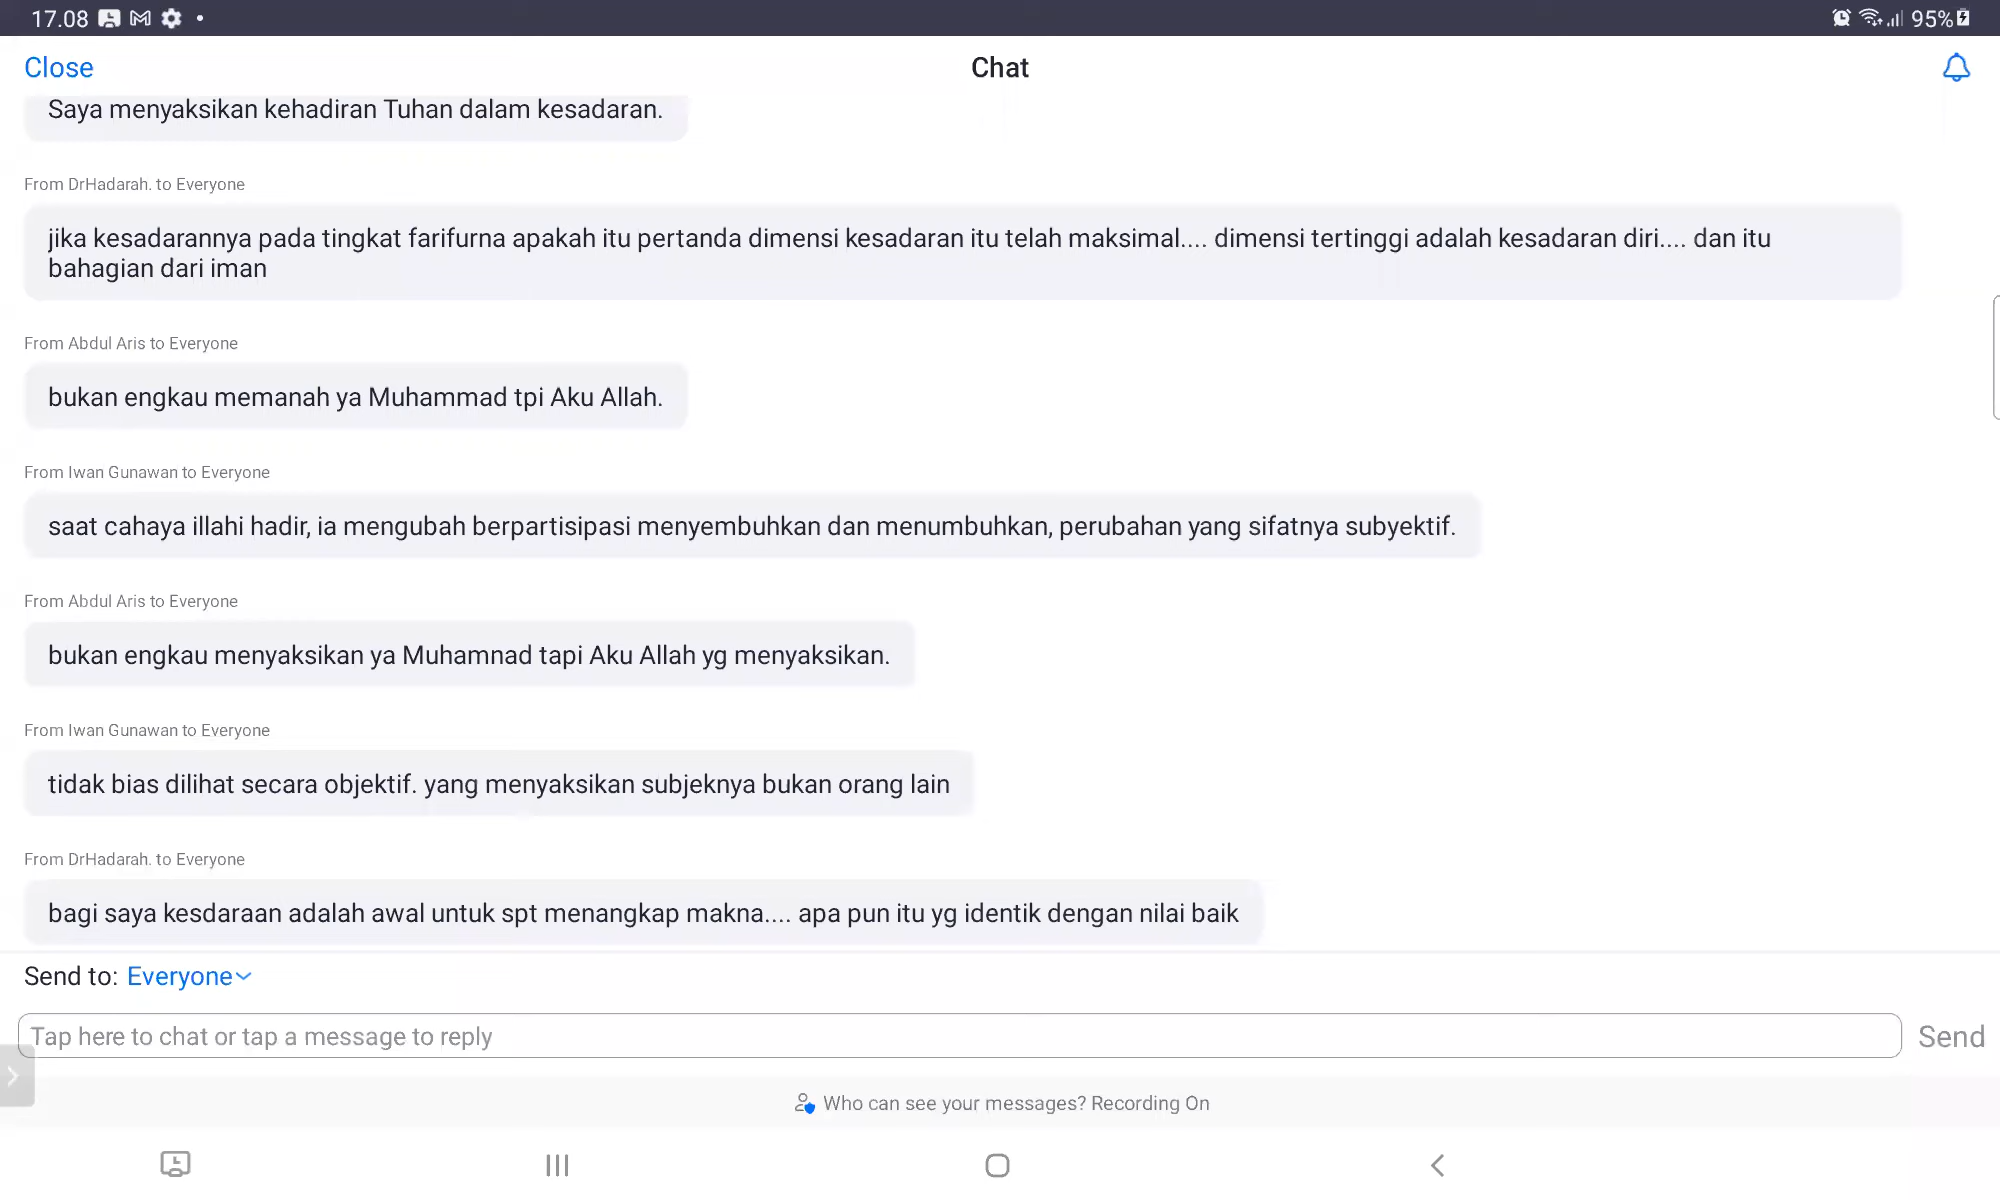 17.08
95%
Close
Chat
Saya menyaksikan kehadiran Tuhan dalam kesadaran.
From DrHadarah. to Everyone
jika kesadarannya pada tingkat farifurna apakah itu pertanda dimensi kesadaran itu telah maksimal.... dimensi tertinggi adalah kesadaran diri.... dan itu
bahagian dari iman
From Abdul Aris to Everyone
bukan engkau memanah ya Muhammad tpi Aku Allah.
From Iwan Gunawan to Everyone
saat cahaya illahi hadir, ia mengubah berpartisipasi menyembuhkan dan menumbuhkan, perubahan yang sifatnya subyektif.
From Abdul Aris to Everyone
bukan engkau menyaksikan ya Muhamnad tapi Aku Allah yg menyaksikan.
From Iwan Gunawan to Everyone
tidak bias dilihat secara objektif. yang menyaksikan subjeknya bukan orang lain
From DrHadarah. to Everyone
bagi saya kesdaraan adalah awal untuk spt menangkap makna.... apa pun itu yg identik dengan nilai baik
Send to: Everyone
Tap here to chat or tap a message to reply
Send
Who can see your messages? Recording On